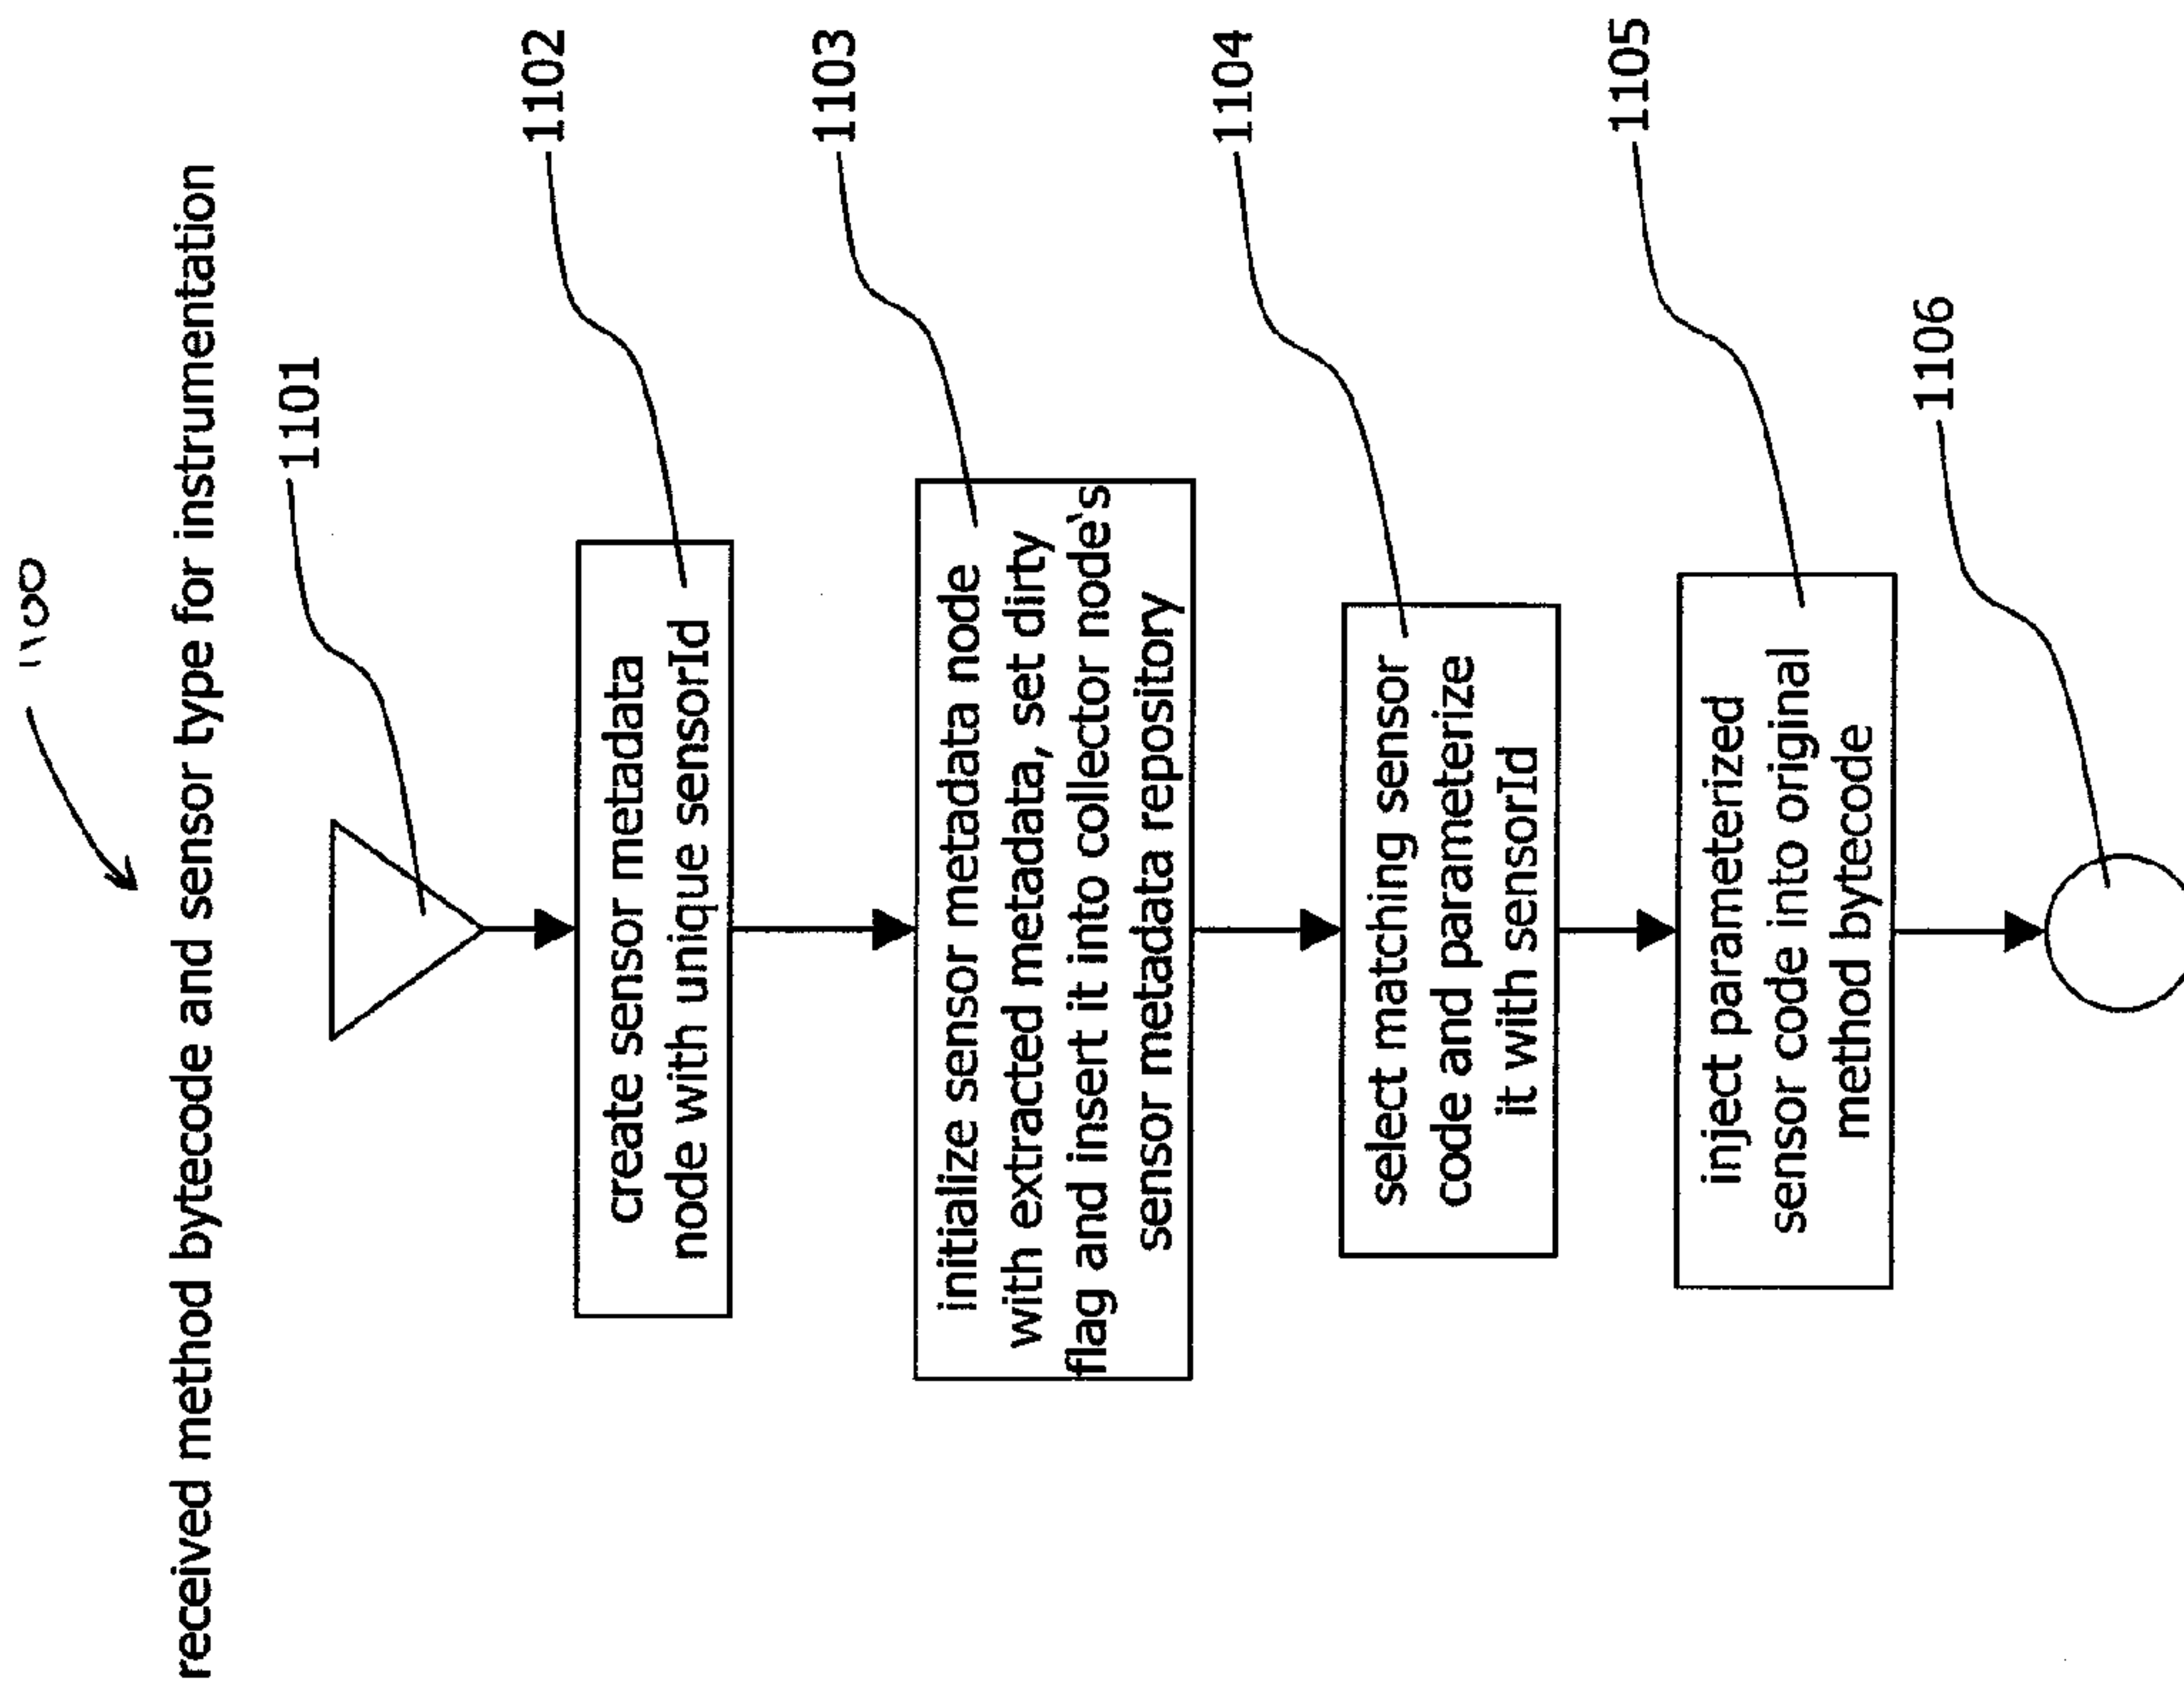 1100
received method bytecode and sensor type for instrumentation
1101
create sensor metadata
node with unique sensorId
1102
initialize sensor metadata node
with extracted metadata, set dirty
flag and insert it into collector node`s
sensor metadata repository
1103
select matching sensor
code and parameterize
it with sensorId
1104
inject parameterized
sensor code into original
method bytecode
1105
1106